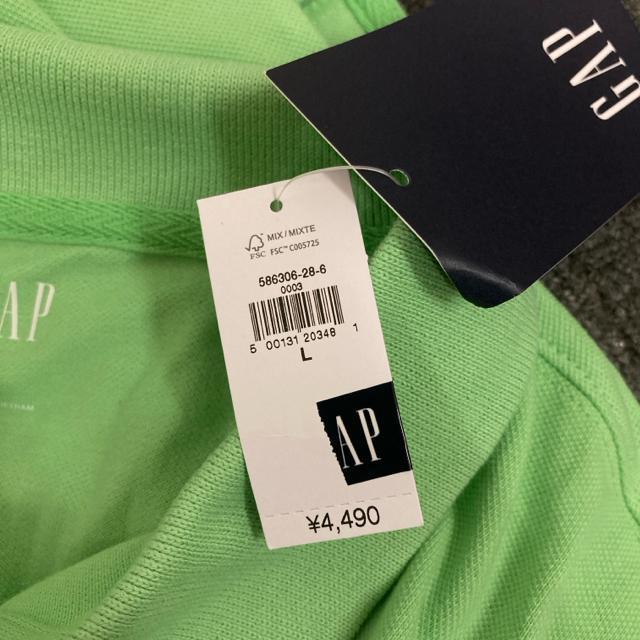 GAP
MIX / MIXTE
FSC
FSC™ C005725
586306-28-6
0003
5 00131 20348 1
L
AP
¥4,490
AP